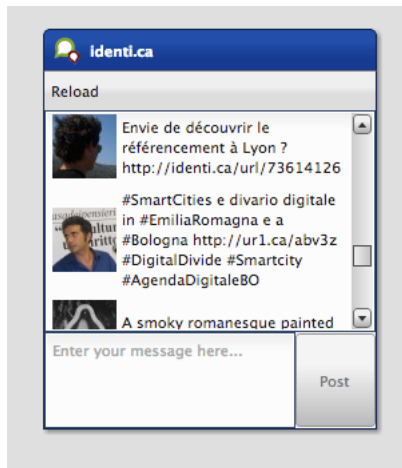 identi.ca
Reload
Envie de découvrir le
référencement à Lyon ?
http://identi.ca/url/73614126
#SmartCities e divario digitale
in #EmiliaRomagna e a
#Bologna http://ur1.ca/abv3z
#DigitalDivide #Smartcity
#AgendaDigitaleBO
A smoky romanesque painted
Enter your message here...
Post